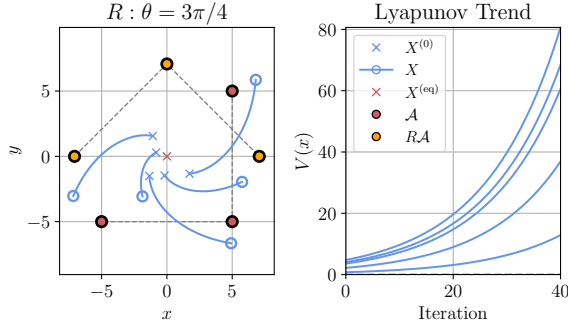 R : θ = 3π/4
y
5
0
−5
−5
0
5
x
X^(0)
X
X^(eq)
𝒜
R𝒜
Lyapunov Trend
V(x)
80
60
40
20
0
0
20
40
Iteration